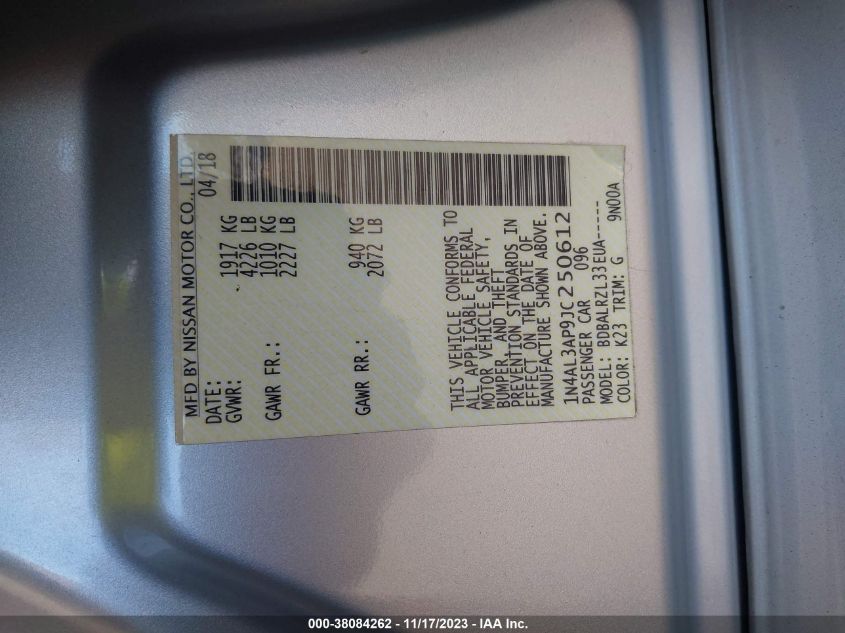 MFD BY NISSAN MOTOR CO., LTD.
DATE: 04/18
GVWR: 1917 KG
4226 LB
GAWR FR.: 1010 KG
2227 LB
GAWR RR.: 940 KG
2072 LB
THIS VEHICLE CONFORMS TO
ALL APPLICABLE FEDERAL
MOTOR VEHICLE SAFETY,
BUMPER, AND THEFT
PREVENTION STANDARDS IN
EFFECT ON THE DATE OF
MANUFACTURE SHOWN ABOVE.
1N4AL3AP9JC250612
PASSENGER CAR 096
MODEL: BDBALRZL33EUA-----
COLOR: K23 TRIM: G 9N00A
000-38084262 - 11/17/2023 - IAA Inc.